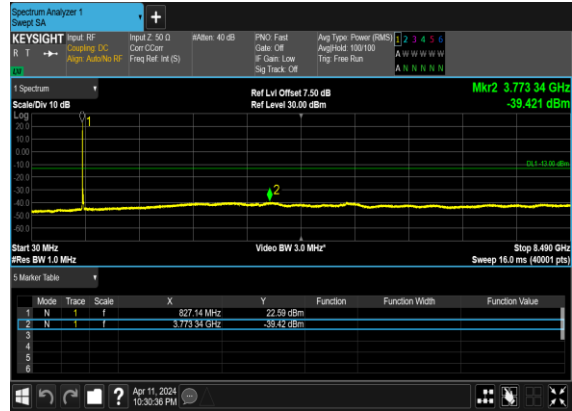 Spectrum Analyzer 1
Swept SA
+
KEYSIGHT Input: RF Input Z: 50 Ω #Atten: 40 dB PNO: Fast Avg Type: Power (RMS) 1 2 3 4 5 6
R T Coupling: DC Corr CCorr Gate: Off Avg|Hold: 100/100 A W W W W W
Align: Auto/No RF Freq Ref: Int (S) IF Gain: Low Trig: Free Run
Sig Track: Off A N N N N N
1 Spectrum Ref Lvl Offset 7.50 dB Mkr2 3.773 34 GHz
Scale/Div 10 dB Ref Level 30.00 dBm -39.421 dBm
Log
1
20.0
10.0
0.00
-10.0
DL1 -13.00 dBm
-20.0
-30.0
2
-40.0
-50.0
-60.0
Start 30 MHz Video BW 3.0 MHz* Stop 8.490 GHz
#Res BW 1.0 MHz Sweep 16.0 ms (40001 pts)
5 Marker Table
Mode Trace Scale X Y Function Function Width Function Value
1 N 1 f 827.14 MHz 22.59 dBm
2 N 1 f 3.773 34 GHz -39.42 dBm
3
4
5
6
? Apr 11, 2024
10:30:36 PM